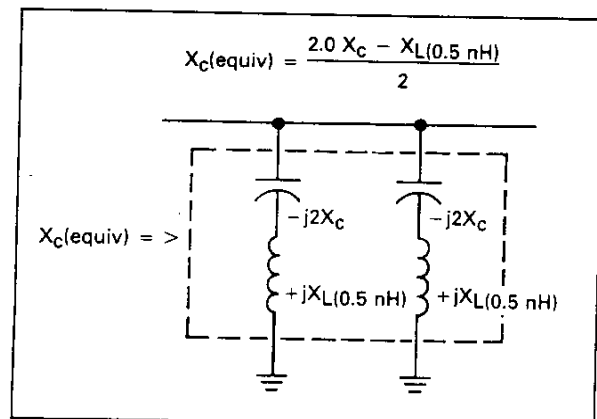 X_C(equiv) = (2.0 X_C − X_L(0.5 nH)) / 2
−j2X_C −j2X_C
X_C(equiv) = >
+jX_L(0.5 nH) +jX_L(0.5 nH)